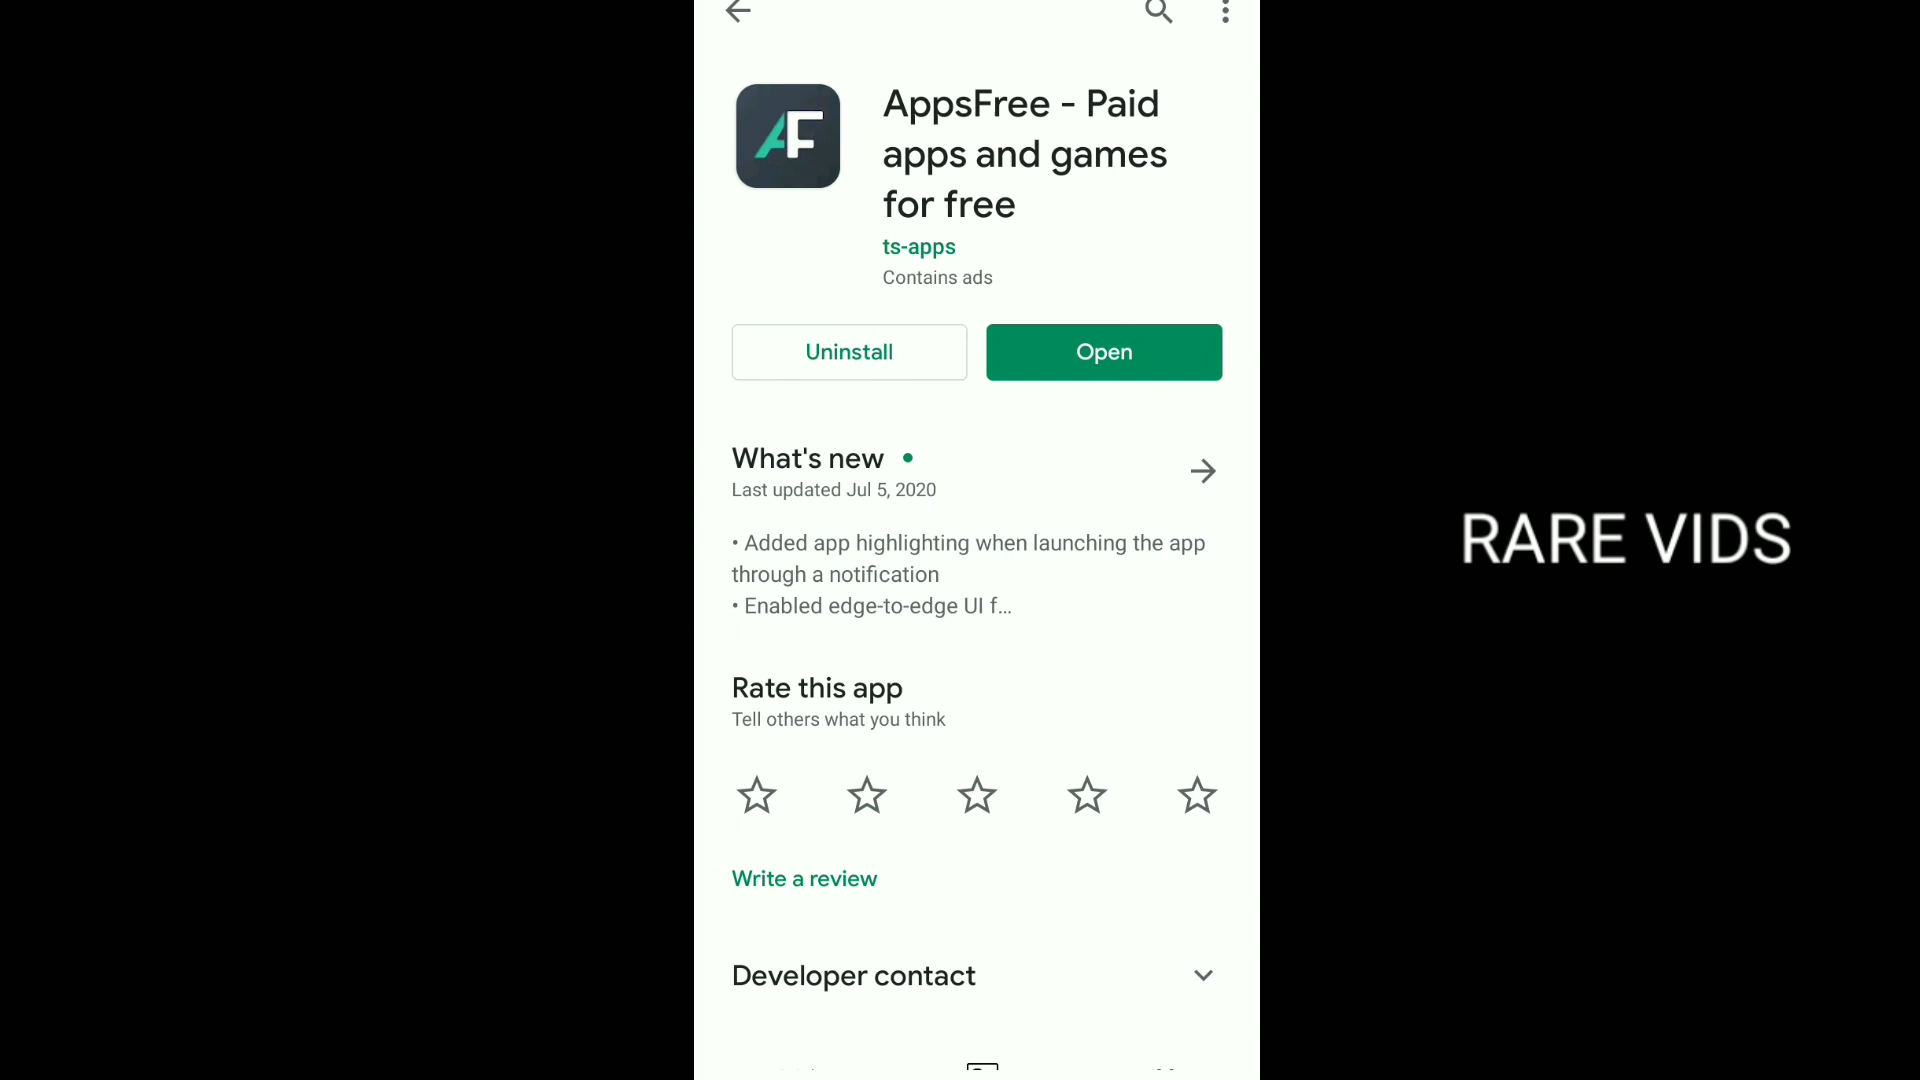 AF
AppsFree - Paid
apps and games
for free
ts-apps
Contains ads
Uninstall
Open
What's new
Last updated Jul 5, 2020
• Added app highlighting when launching the app
through a notification
• Enabled edge-to-edge UI f...
Rate this app
Tell others what you think
Write a review
Developer contact
RARE VIDS